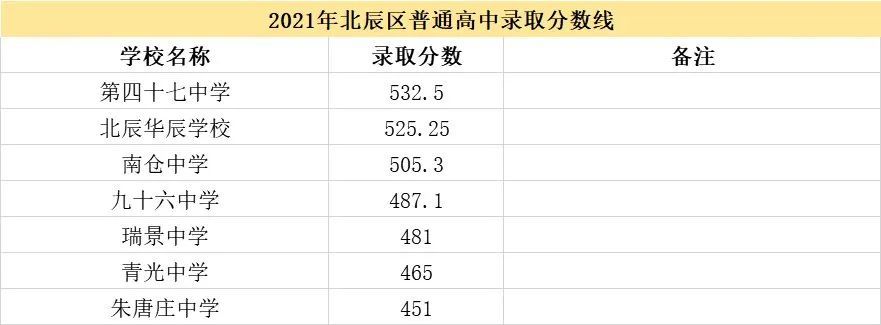 2021年北辰区普通高中录取分数线
学校名称 录取分数 备注
第四十七中学 532.5
北辰华辰学校 525.25
南仓中学 505.3
九十六中学 487.1
瑞景中学 481
青光中学 465
朱唐庄中学 451